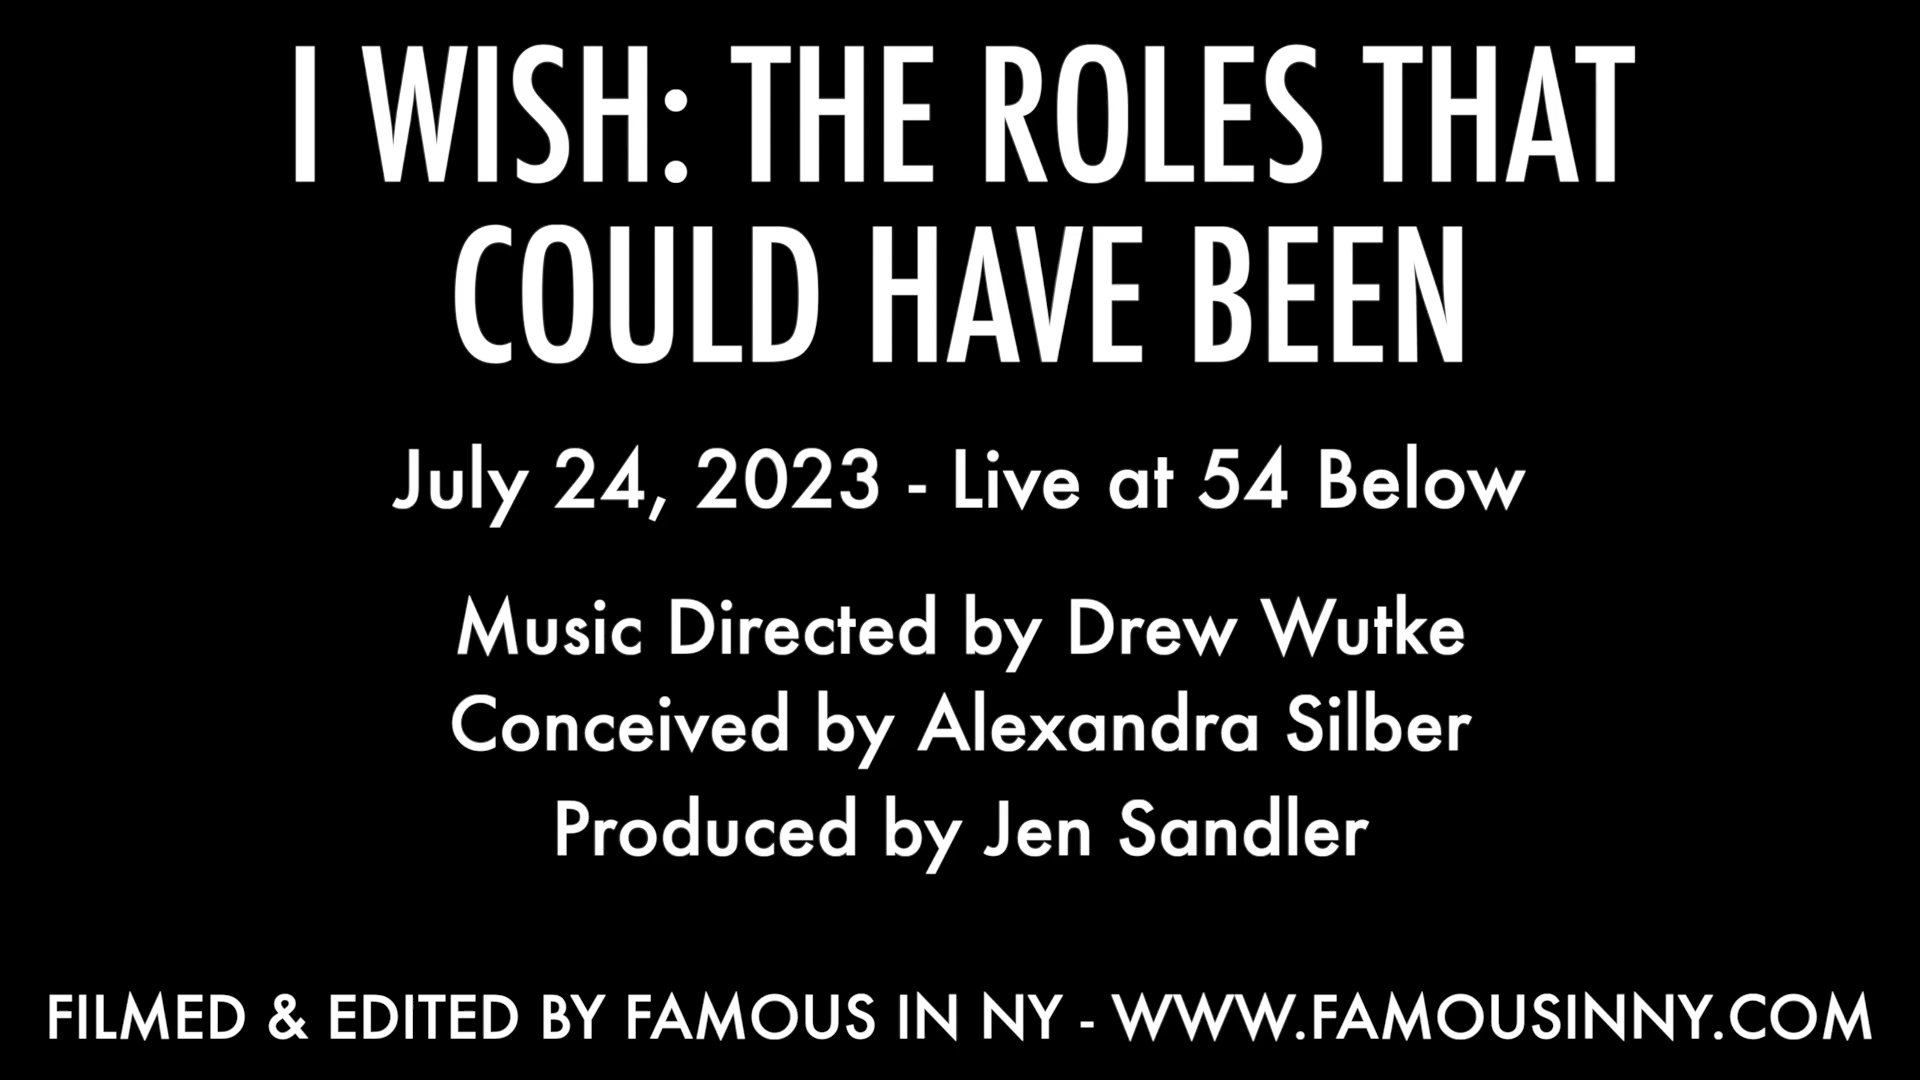 I WISH: THE ROLES THAT
COULD HAVE BEEN
July 24, 2023 - Live at 54 Below
Music Directed by Drew Wutke
Conceived by Alexandra Silber
Produced by Jen Sandler
FILMED & EDITED BY FAMOUS IN NY - WWW.FAMOUSINNY.COM